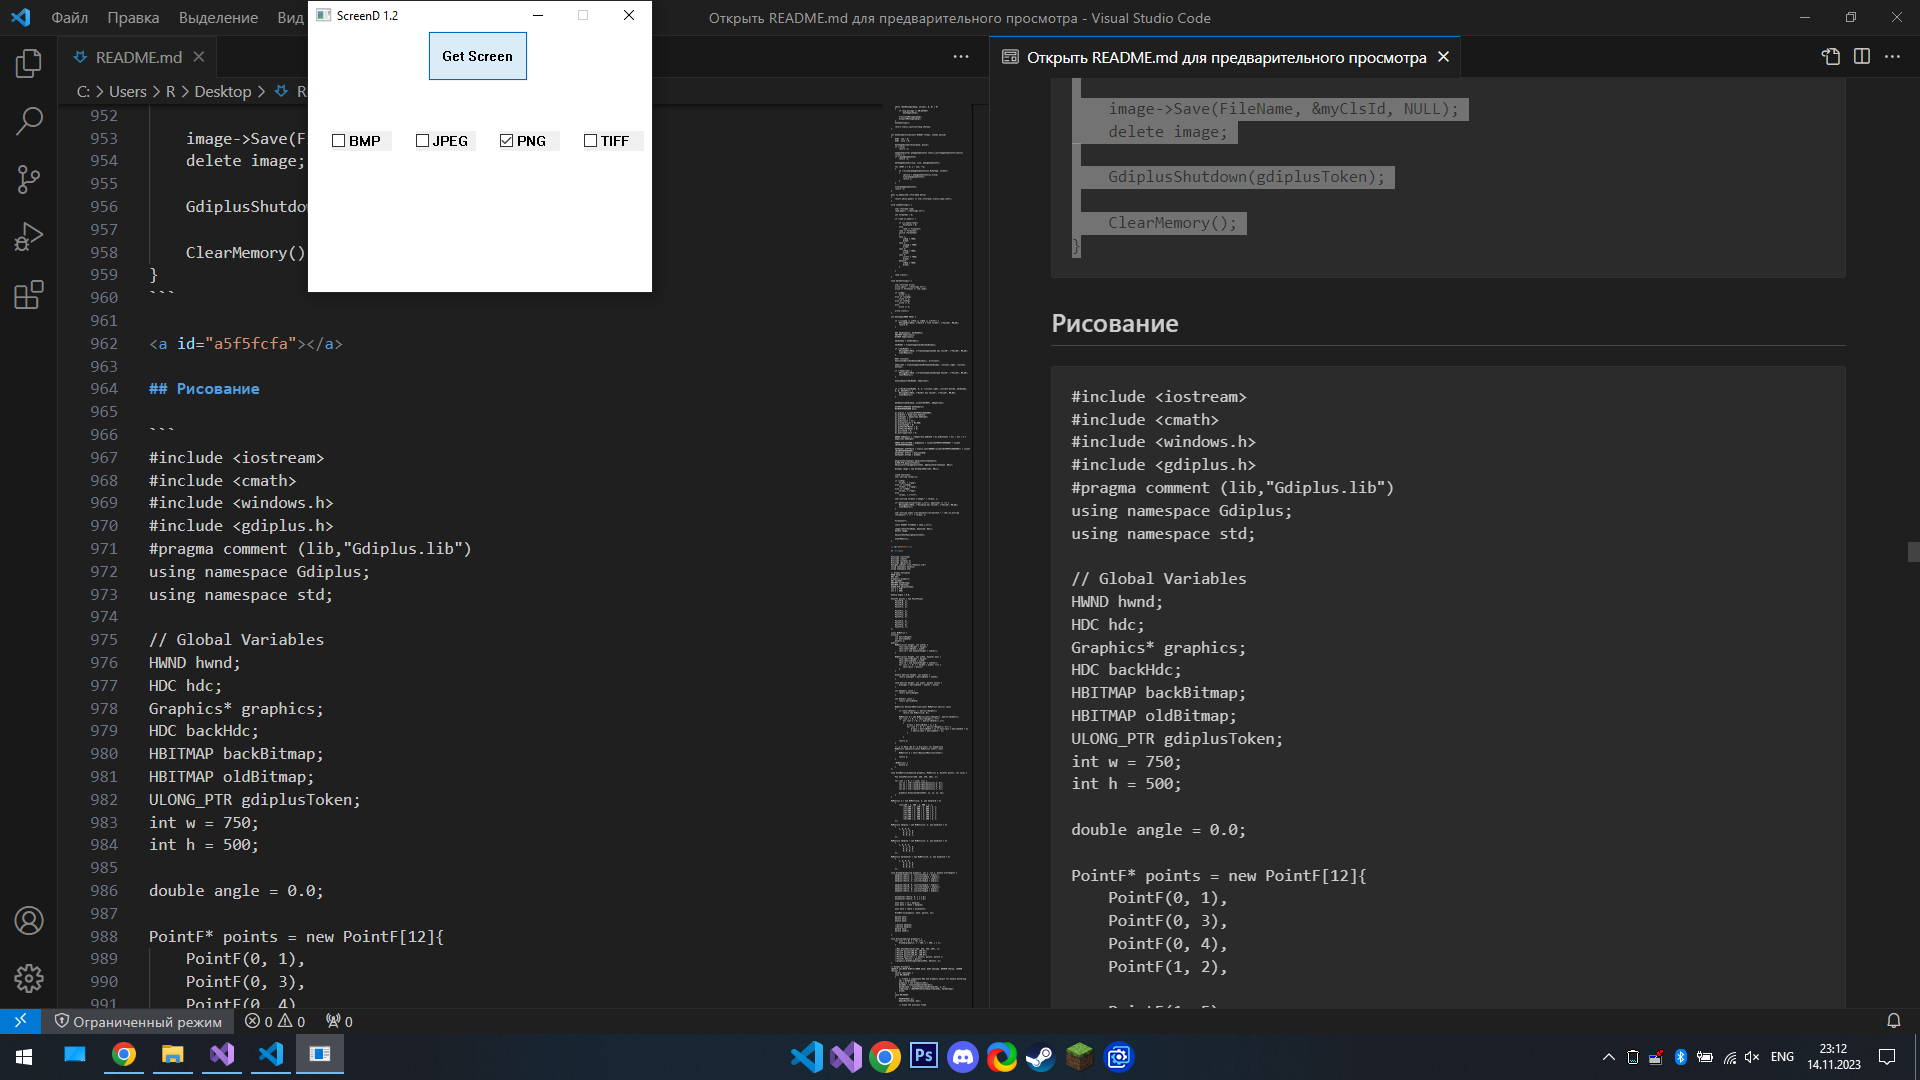 Файл Правка Выделение Вид
ScreenD 1.2
Открыть README.md для предварительного просмотра - Visual Studio Code
README.md
Get Screen
BMP
JPEG
PNG
TIFF
C: > Users > R > Desktop > R
952
953 image->Save(F
954 delete image;
955
956 GdiplusShutdo
957
958 ClearMemory()
959 }
960 ```
961
962 <a id="a5f5fcfa"></a>
963
964 ## Рисование
965
966 ```
967 #include <iostream>
968 #include <cmath>
969 #include <windows.h>
970 #include <gdiplus.h>
971 #pragma comment (lib,"Gdiplus.lib")
972 using namespace Gdiplus;
973 using namespace std;
974
975 // Global Variables
976 HWND hwnd;
977 HDC hdc;
978 Graphics* graphics;
979 HDC backHdc;
980 HBITMAP backBitmap;
981 HBITMAP oldBitmap;
982 ULONG_PTR gdiplusToken;
983 int w = 750;
984 int h = 500;
985
986 double angle = 0.0;
987
988 PointF* points = new PointF[12]{
989 PointF(0, 1),
990 PointF(0, 3),
991 PointF(0, 4)
Открыть README.md для предварительного просмотра
image->Save(FileName, &myClsId, NULL);
delete image;
GdiplusShutdown(gdiplusToken);
ClearMemory();
}
Рисование
#include <iostream>
#include <cmath>
#include <windows.h>
#include <gdiplus.h>
#pragma comment (lib,"Gdiplus.lib")
using namespace Gdiplus;
using namespace std;
// Global Variables
HWND hwnd;
HDC hdc;
Graphics* graphics;
HDC backHdc;
HBITMAP backBitmap;
HBITMAP oldBitmap;
ULONG_PTR gdiplusToken;
int w = 750;
int h = 500;
double angle = 0.0;
PointF* points = new PointF[12]{
PointF(0, 1),
PointF(0, 3),
PointF(0, 4),
PointF(1, 2),
Ограниченный режим 0 0 0
Ps
ENG
23:12
14.11.2023